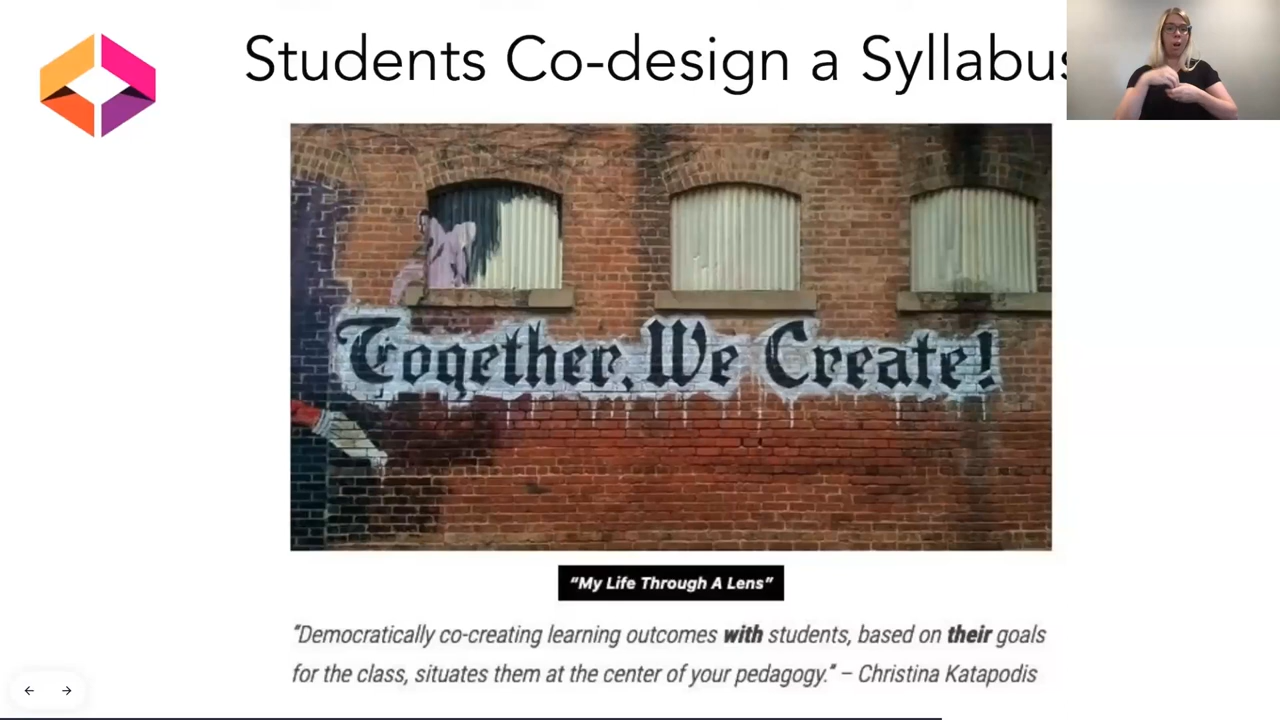 Students Co-design a Syllabus
Together, We Create!
“My Life Through A Lens”
“Democratically co-creating learning outcomes with students, based on their goals
for the class, situates them at the center of your pedagogy.” – Christina Katapodis